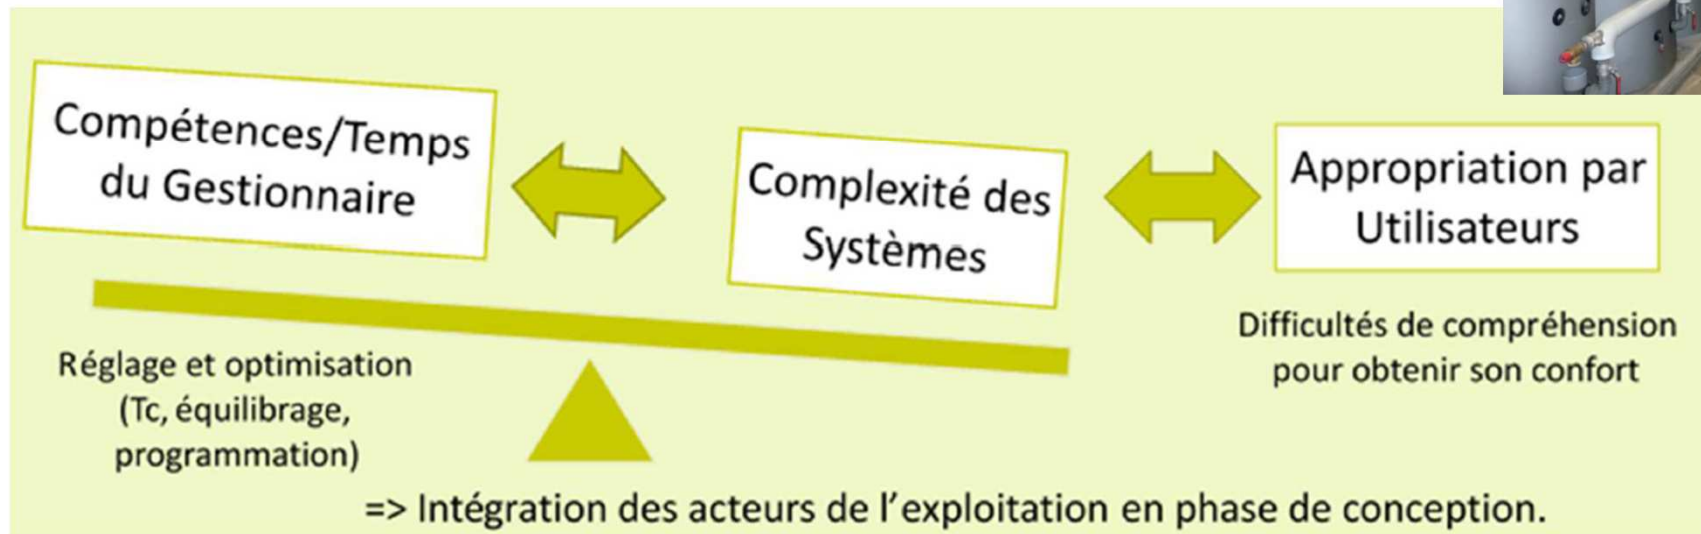 Compétences/Temps
du Gestionnaire
Complexité des
Systèmes
Appropriation par
Utilisateurs
Réglage et optimisation
(Tc, équilibrage,
programmation)
Difficultés de compréhension
pour obtenir son confort
=> Intégration des acteurs de l'exploitation en phase de conception.